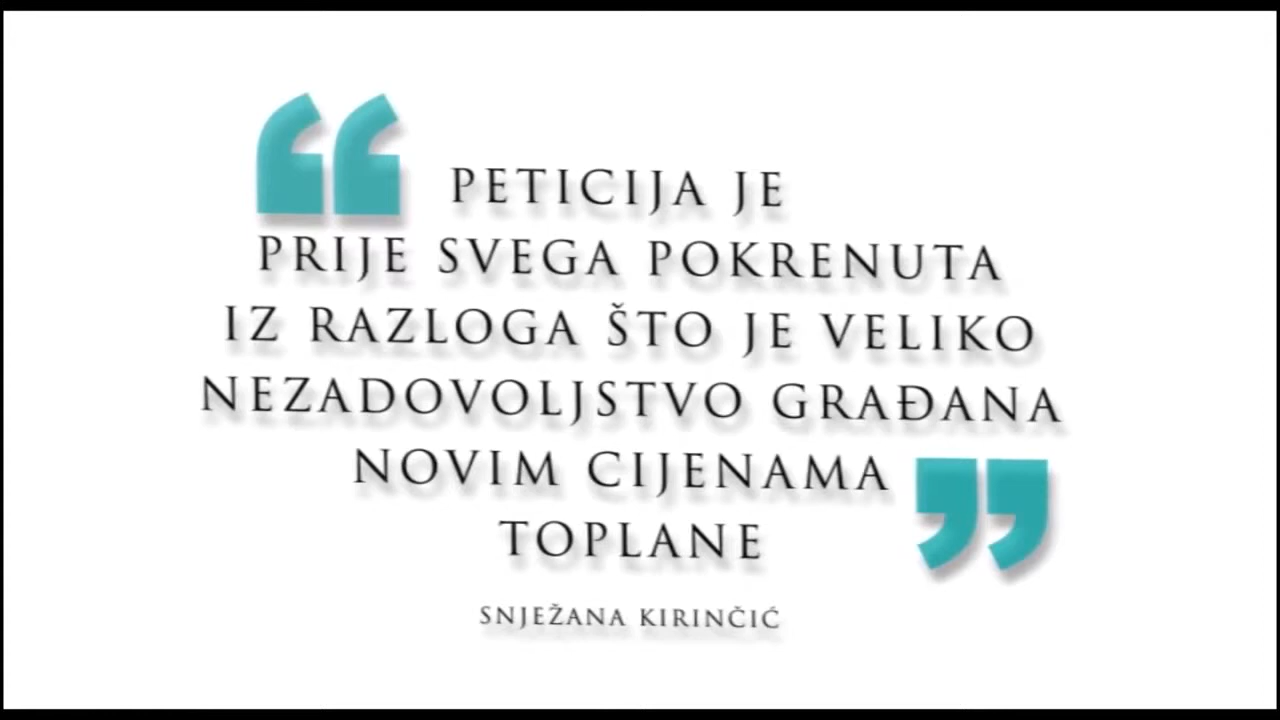 “PETICIJA JE
PRIJE SVEGA POKRENUTA
IZ RAZLOGA ŠTO JE VELIKO
NEZADOVOLJSTVO GRAĐANA
NOVIM CIJENAMA
TOPLANE”
SNJEŽANA KIRINČIĆ